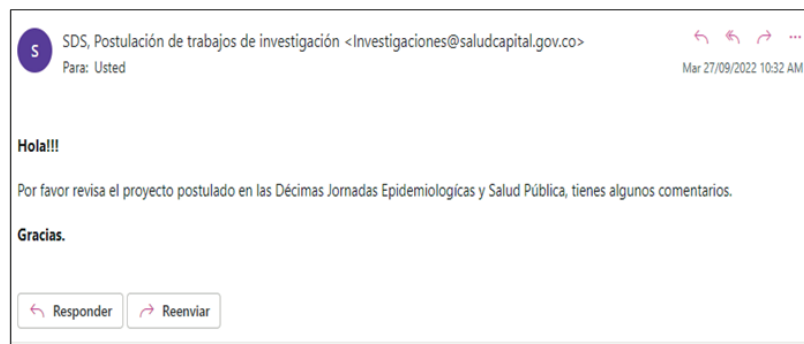 S
SDS, Postulación de trabajos de investigación <Investigaciones@saludcapital.gov.co>
Para: Usted
Mar 27/09/2022 10:32 AM
Hola!!!
Por favor revisa el proyecto postulado en las Décimas Jornadas Epidemiologícas y Salud Pública, tienes algunos comentarios.
Gracias.
Responder
Reenviar